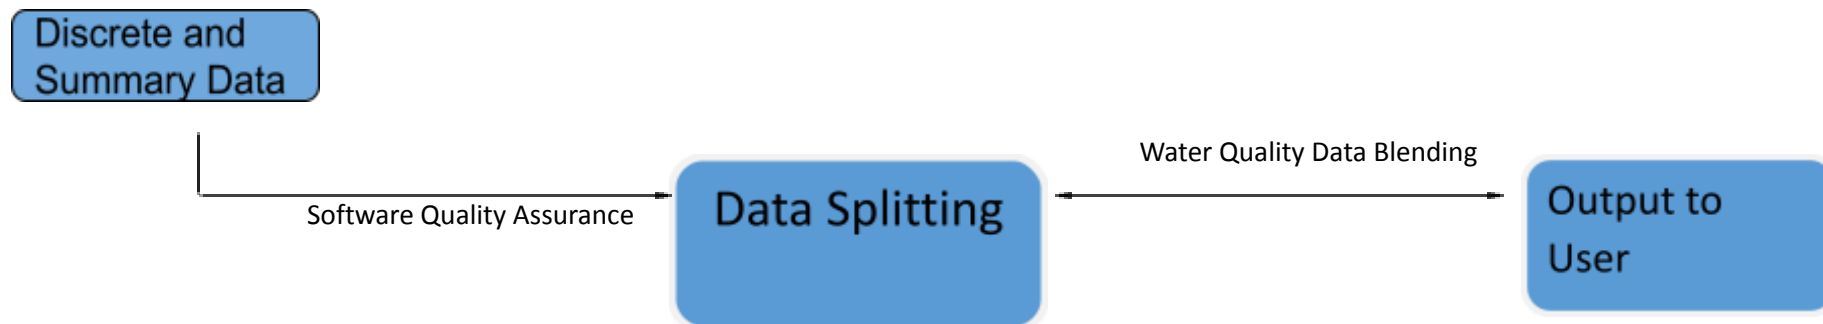 Discrete and
Summary Data
Software Quality Assurance
Data Splitting
Water Quality Data Blending
Output to
User